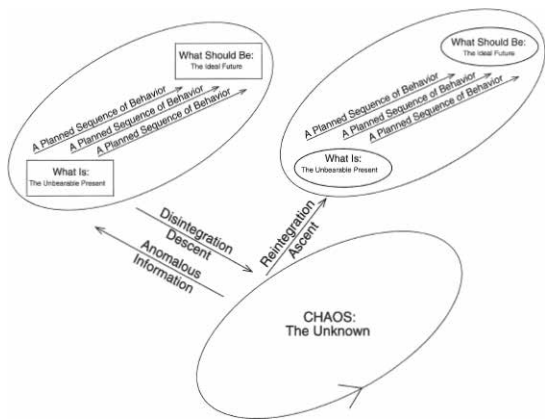 What Should Be:
The Ideal Future
A Planned Sequence of Behavior
A Planned Sequence of Behavior
A Planned Sequence of Behavior
What Is:
The Unbearable Present
What Should Be:
The Ideal Future
A Planned Sequence of Behavior
A Planned Sequence of Behavior
A Planned Sequence of Behavior
What Is:
The Unbearable Present
Disintegration
Descent
Anomalous
Information
Reintegration
Ascent
CHAOS:
The Unknown